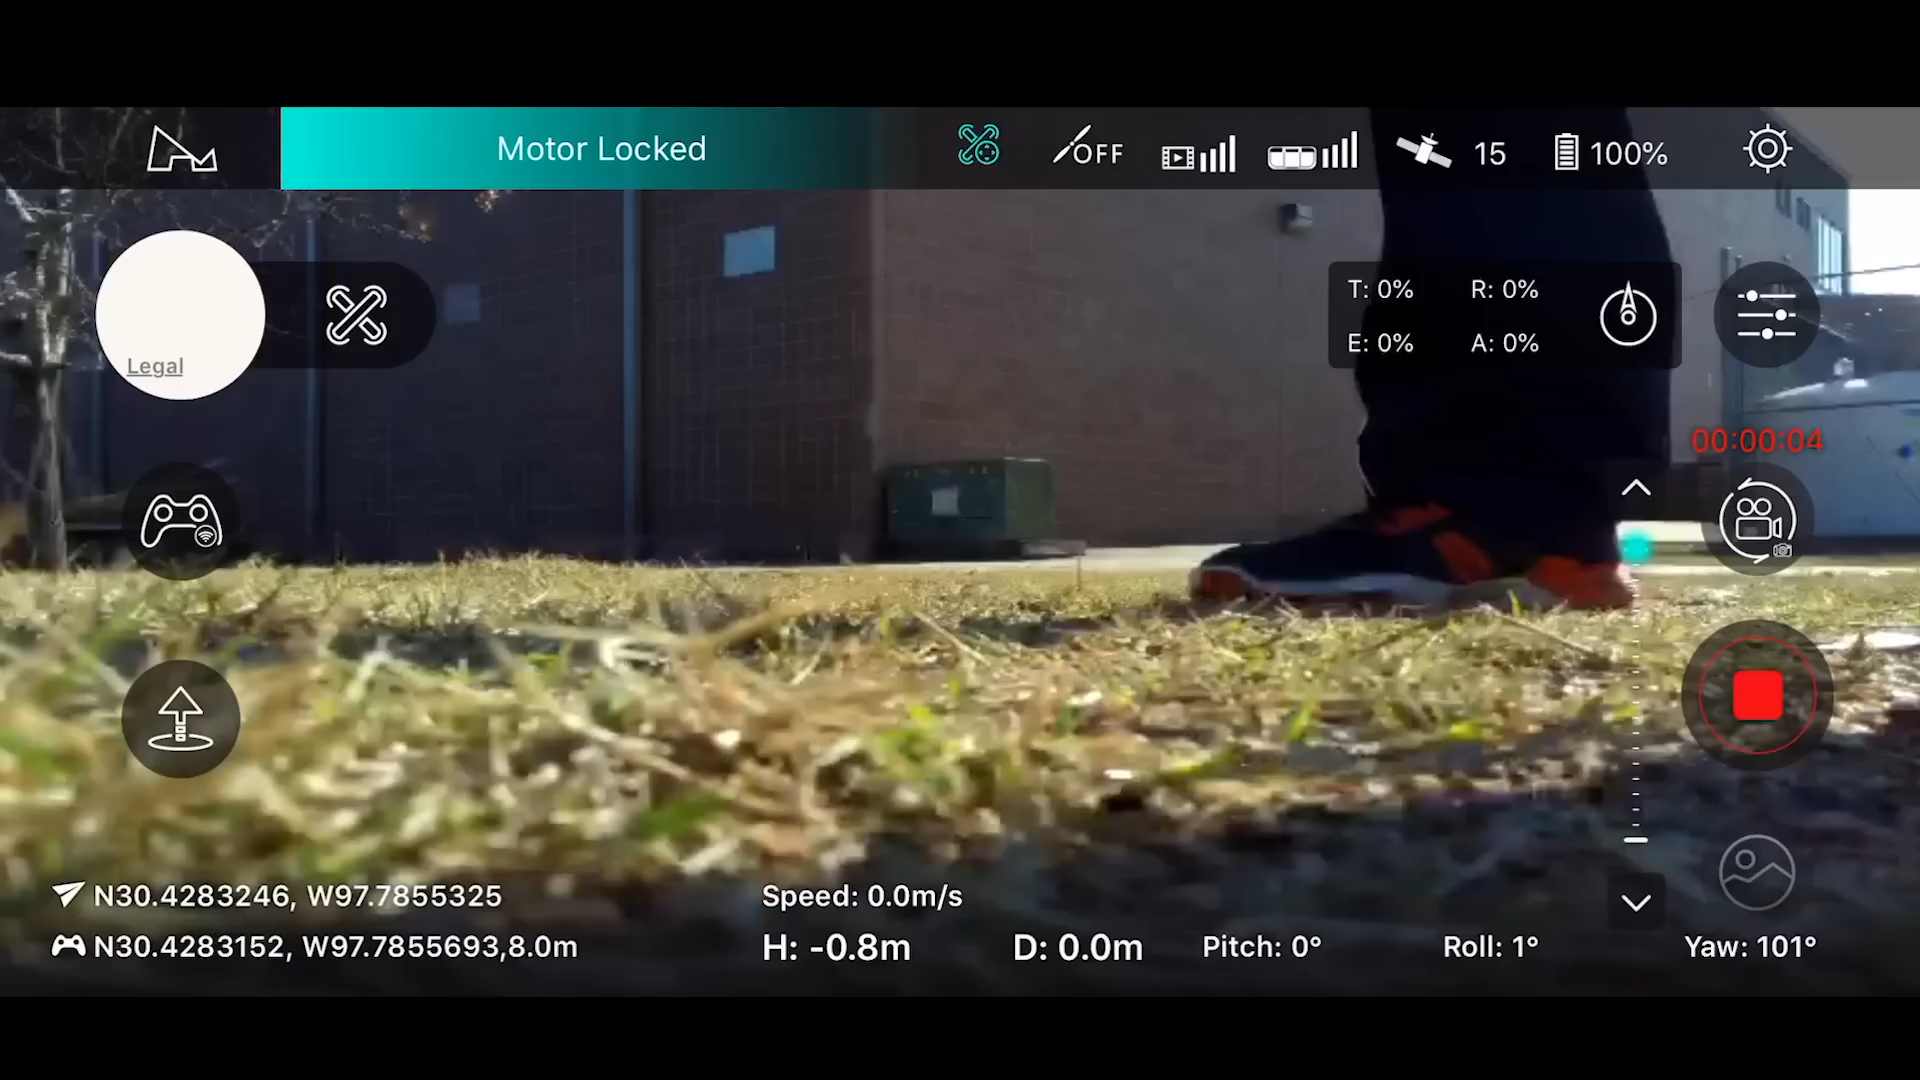 Motor Locked
OFF
15
100%
Legal
T: 0% R: 0%
E: 0% A: 0%
00:00:04
N30.4283246, W97.7855325
Speed: 0.0m/s
N30.4283152, W97.7855693,8.0m
H: -0.8m
D: 0.0m
Pitch: 0°
Roll: 1°
Yaw: 101°